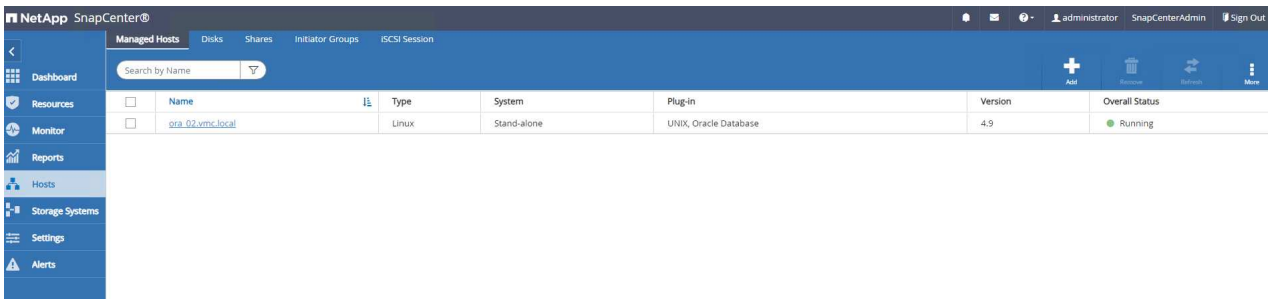 NetApp SnapCenter®
administrator SnapCenterAdmin Sign Out
Managed Hosts Disks Shares Initiator Groups iSCSI Session
Search by Name
Add Remove Refresh More
Dashboard
Resources
Monitor
Reports
Hosts
Storage Systems
Settings
Alerts
Name Type System Plug-in Version Overall Status
ora_02.vmc.local Linux Stand-alone UNIX, Oracle Database 4.9 Running